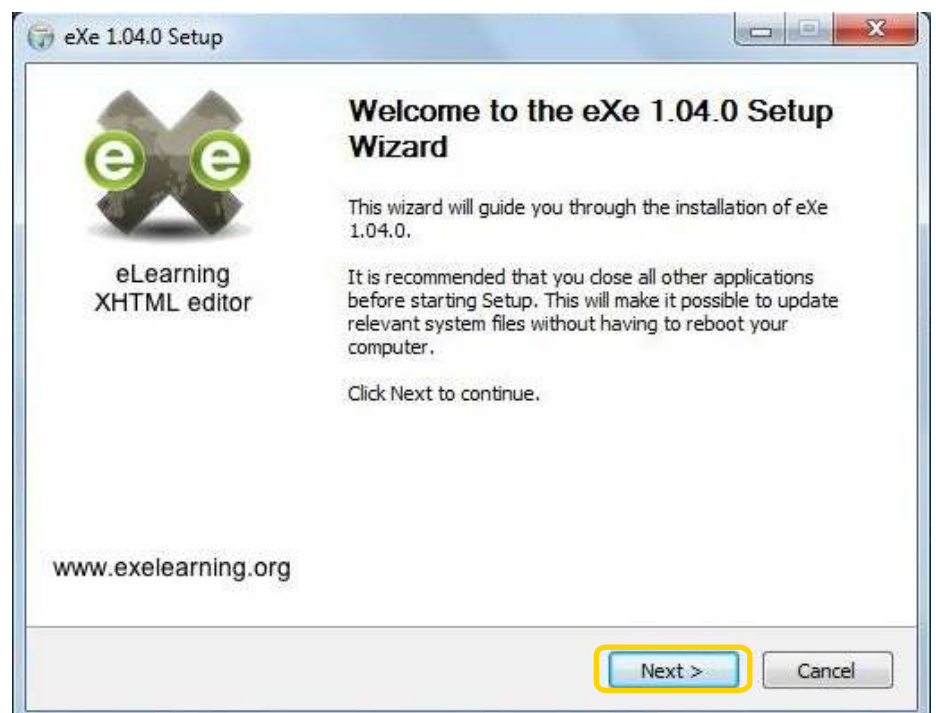 eXe 1.04.0 Setup
Welcome to the eXe 1.04.0 Setup
Wizard
This wizard will guide you through the installation of eXe
1.04.0.
It is recommended that you close all other applications
before starting Setup. This will make it possible to update
relevant system files without having to reboot your
computer.
Click Next to continue.
e e
eLearning
XHTML editor
www.exelearning.org
Next >
Cancel